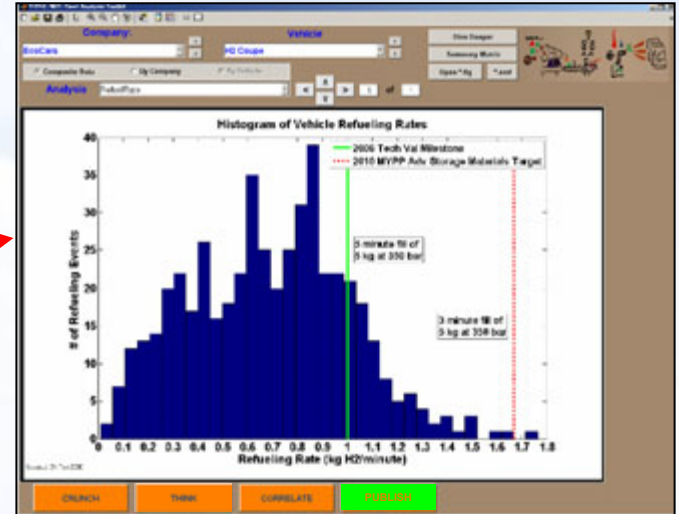 Company:
Vehicle
EcoCars
H2 Coupe
View Images
Summary Matrix
Composite Data
By Company
By Vehicle
Analysis
RefuelRate
1 of
Histogram of Vehicle Refueling Rates
2006 Tech Val Milestone
2010 MYPP Adv Storage Materials Target
5 minute fill of
5 kg at 350 bar
3 minute fill of
5 kg at 350 bar
# of Refueling Events
40
35
30
25
20
15
10
5
0
0 0.1 0.2 0.3 0.4 0.5 0.6 0.7 0.8 0.9 1 1.1 1.2 1.3 1.4 1.5 1.6 1.7 1.8
Refueling Rate (kg H2/minute)
CRUNCH
THINK
CORRELATE
PUBLISH